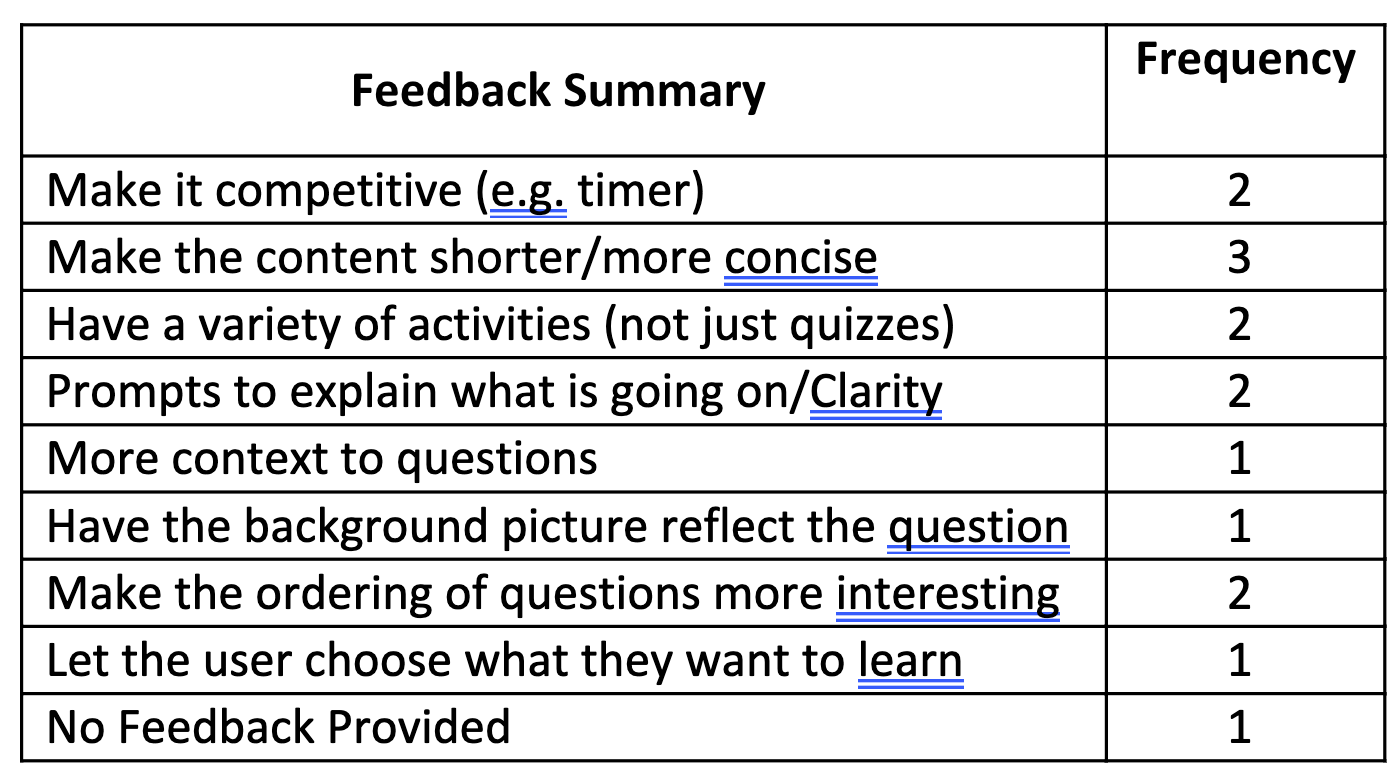 Feedback Summary Frequency
Make it competitive (e.g. timer) 2
Make the content shorter/more concise 3
Have a variety of activities (not just quizzes) 2
Prompts to explain what is going on/Clarity 2
More context to questions 1
Have the background picture reflect the question 1
Make the ordering of questions more interesting 2
Let the user choose what they want to learn 1
No Feedback Provided 1